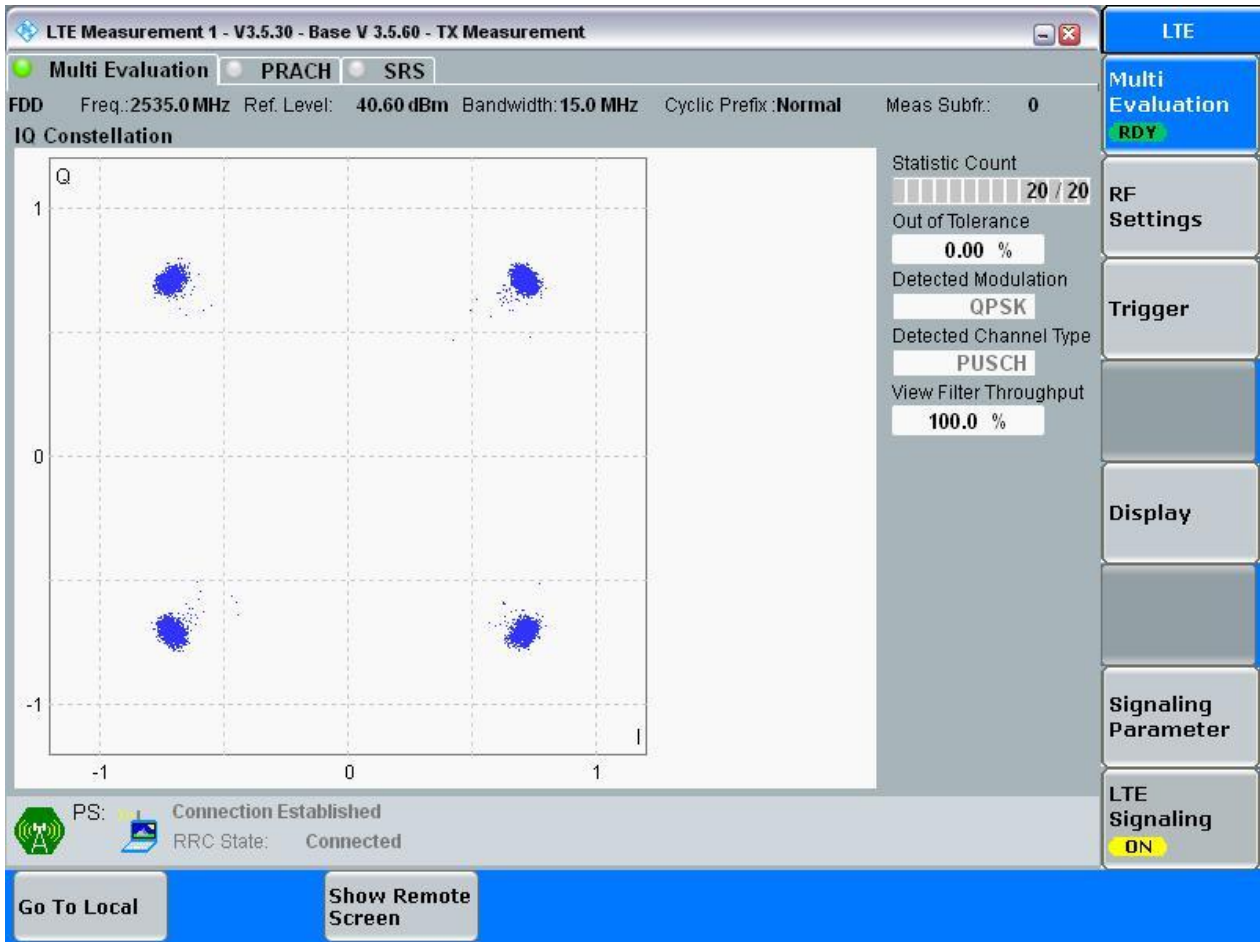 LTE Measurement 1 - V3.5.30 - Base V 3.5.60 - TX Measurement
LTE
Multi Evaluation PRACH SRS
FDD Freq.:2535.0 MHz Ref. Level: 40.60 dBm Bandwidth:15.0 MHz Cyclic Prefix :Normal Meas Subfr.: 0
IQ Constellation
Q
1
0
-1
-1 0 1
I
Statistic Count
20 / 20
Out of Tolerance
0.00 %
Detected Modulation
QPSK
Detected Channel Type
PUSCH
View Filter Throughput
100.0 %
Multi
Evaluation
RDY
RF
Settings
Trigger
Display
Signaling
Parameter
LTE
Signaling
ON
PS: Connection Established
RRC State: Connected
Go To Local
Show Remote
Screen